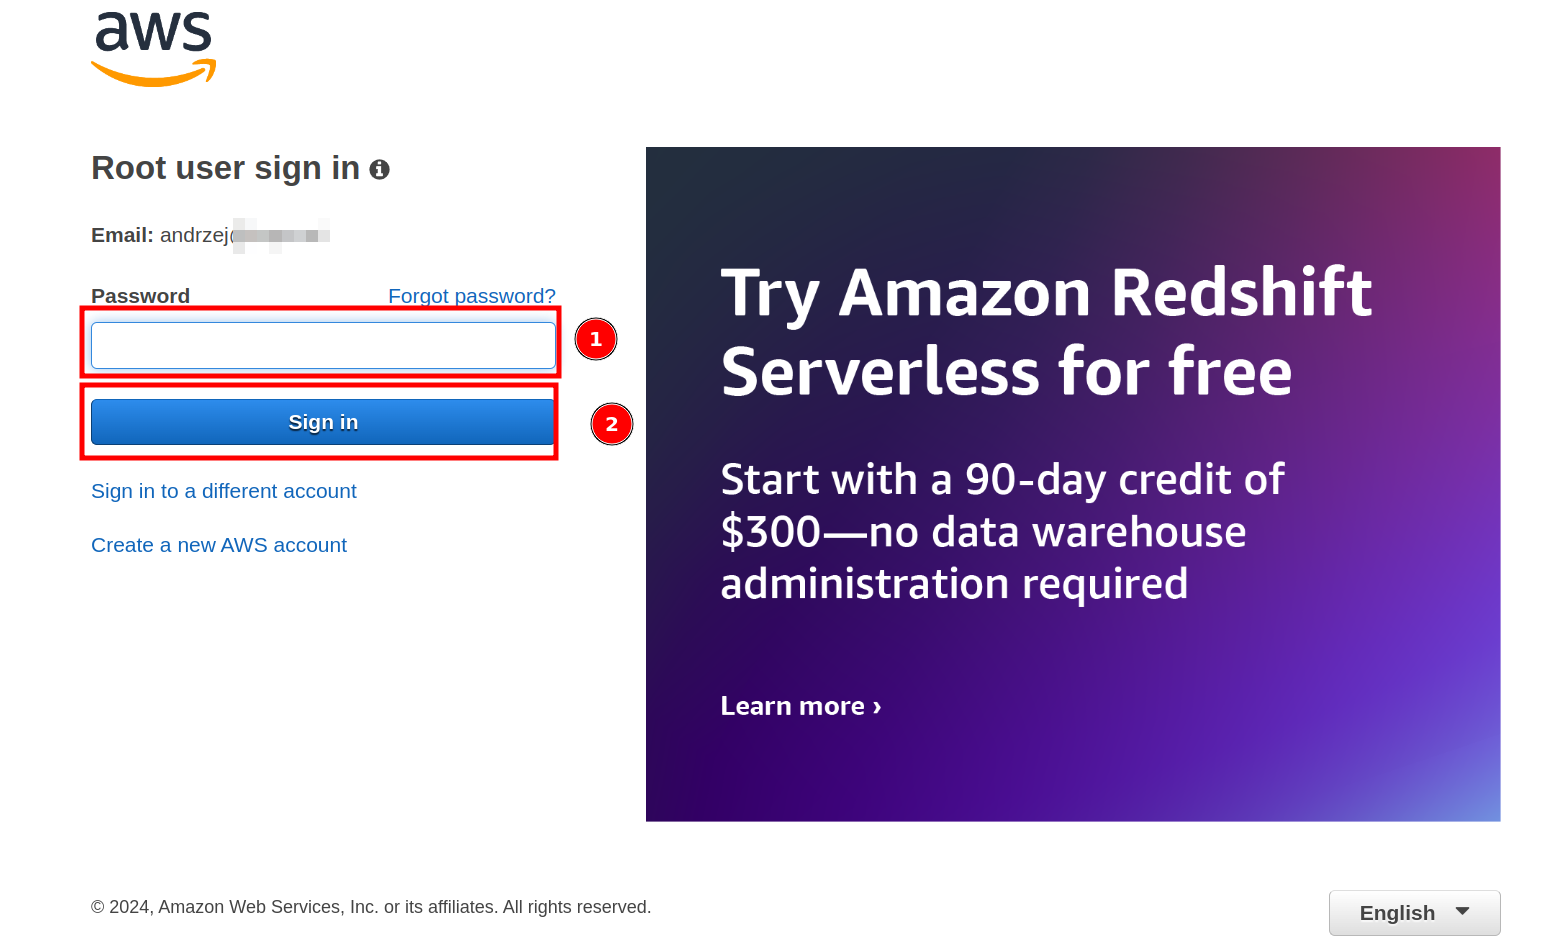 aws
Root user sign in
Email: andrzej
Password
Forgot password?
1
Sign in
2
Sign in to a different account
Create a new AWS account
Try Amazon Redshift
Serverless for free
Start with a 90-day credit of
$300—no data warehouse
administration required
Learn more ›
© 2024, Amazon Web Services, Inc. or its affiliates. All rights reserved.
English